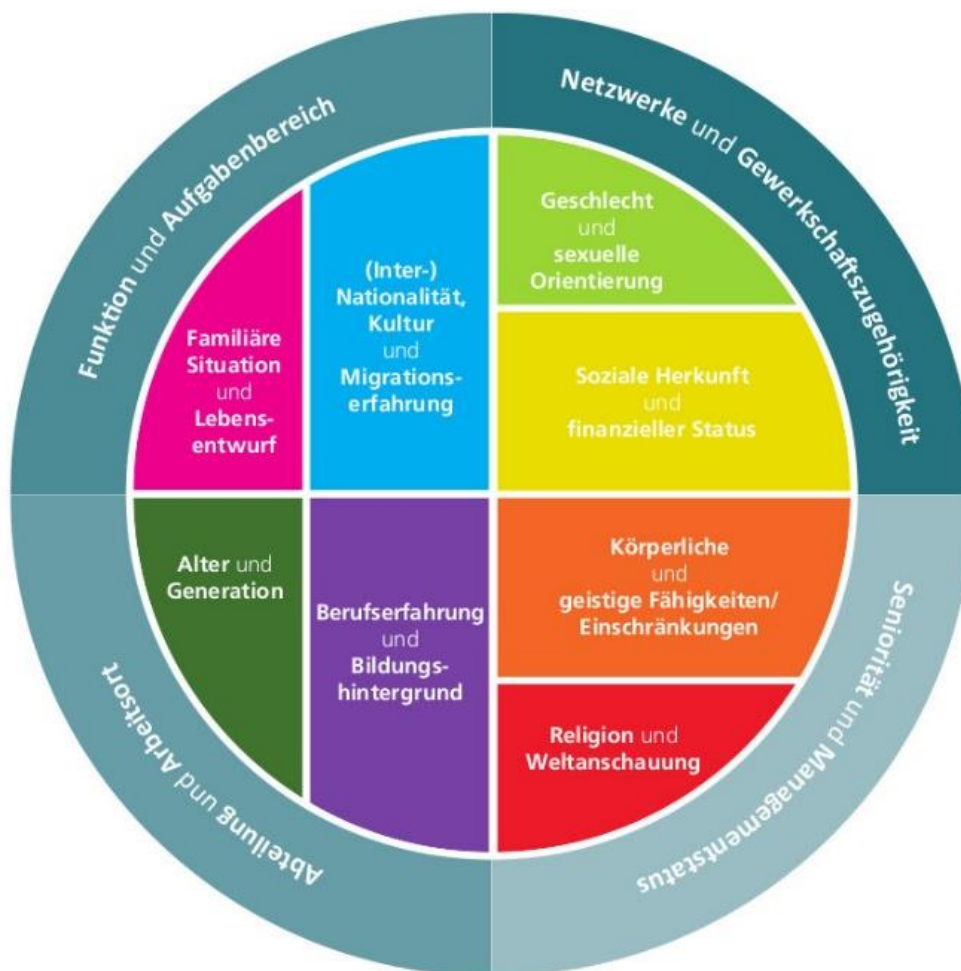 Funktion und Aufgabenbereich
Netzwerke und Gewerkschaftszugehörigkeit
Familiäre
Situation
und
Lebens-
entwurf
(Inter-)
Nationalität,
Kultur
und
Migrations-
erfahrung
Geschlecht
und
sexuelle
Orientierung
Soziale Herkunft
und
finanzieller Status
Alter und
Generation
Berufserfahrung
und
Bildungs-
hintergrund
Körperliche
und
geistige Fähigkeiten/
Einschränkungen
Religion und
Weltanschauung
Abteilung und Arbeitsort
Seniorität und Managementstatus